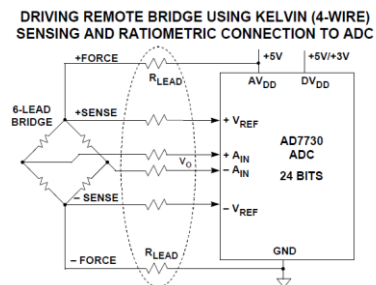 DRIVING REMOTE BRIDGE USING KELVIN (4-WIRE)
SENSING AND RATIOMETRIC CONNECTION TO ADC
+FORCE
RLEAD
+5V
+5V/+3V
AVDD
DVDD
6-LEAD
BRIDGE
+SENSE
+ VREF
VO
+ AIN
− AIN
AD7730
ADC
24 BITS
− SENSE
− VREF
RLEAD
GND
− FORCE